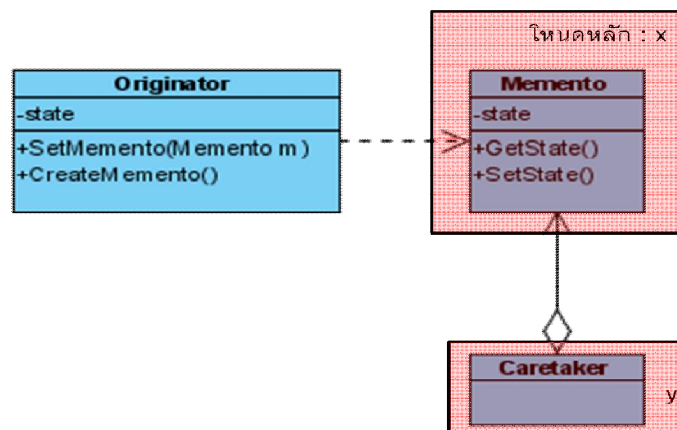 โหนดหลัก : x
Originator
-state
+SetMemento(Memento m)
+CreateMemento()
Memento
-state
+GetState()
+SetState()
Caretaker
y